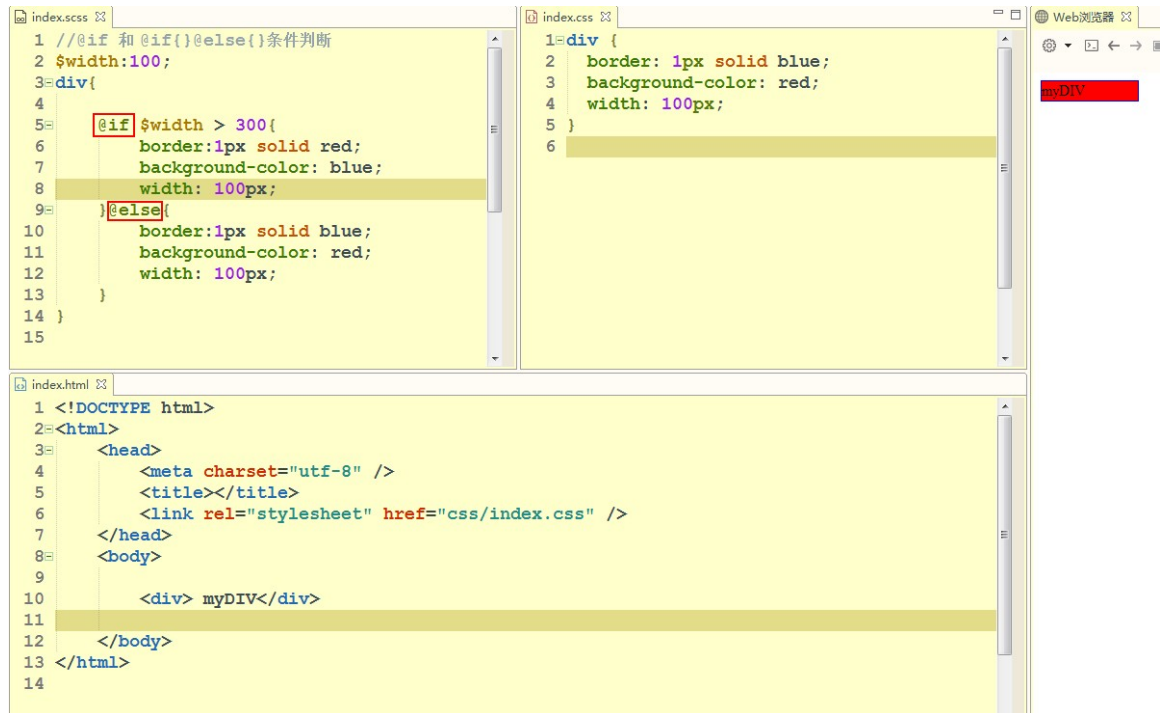 index.scss
1 //@if 和 @if{}@else{}条件判断
2 $width:100;
3 div{
4
5 @if $width > 300{
6 border:1px solid red;
7 background-color: blue;
8 width: 100px;
9 }@else{
10 border:1px solid blue;
11 background-color: red;
12 width: 100px;
13 }
14 }
15
index.css
1 div {
2 border: 1px solid blue;
3 background-color: red;
4 width: 100px;
5 }
6
Web浏览器
myDIV
index.html
1 <!DOCTYPE html>
2 <html>
3 <head>
4 <meta charset="utf-8" />
5 <title></title>
6 <link rel="stylesheet" href="css/index.css" />
7 </head>
8 <body>
9
10 <div> myDIV</div>
11
12 </body>
13 </html>
14